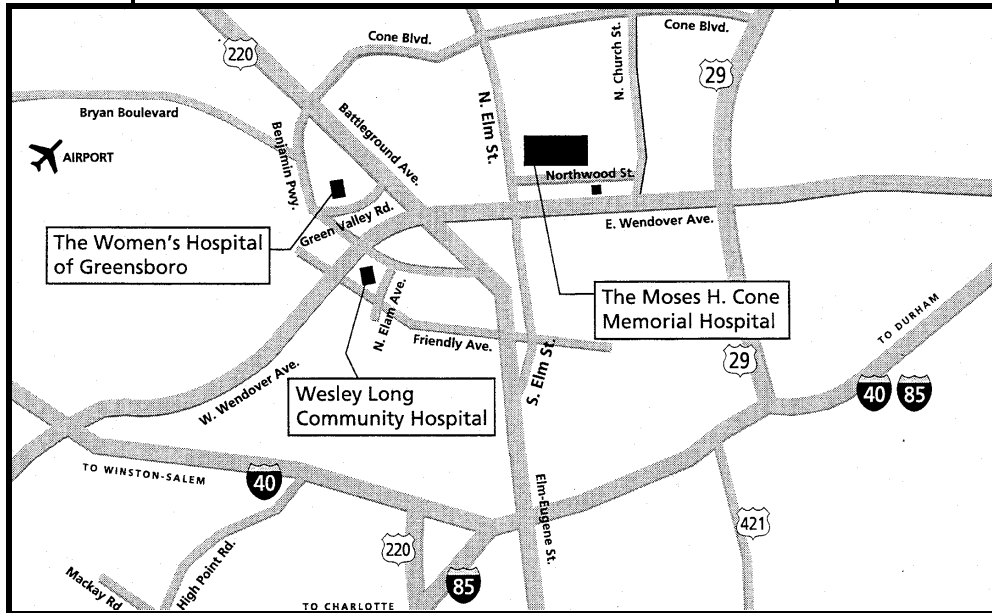 Cone Blvd.
Cone Blvd.
220
N. Church St.
29
Bryan Boulevard
Battleground Ave.
N. Elm St.
Benjamin Pwy.
AIRPORT
Northwood St.
Green Valley Rd.
E. Wendover Ave.
The Women's Hospital
of Greensboro
The Moses H. Cone
Memorial Hospital
N. Elam Ave.
TO DURHAM
Friendly Ave.
29
S. Elm St.
40
85
W. Wendover Ave.
Wesley Long
Community Hospital
TO WINSTON-SALEM
40
Elm-Eugene St.
421
220
High Point Rd.
Mackay Rd
85
TO CHARLOTTE